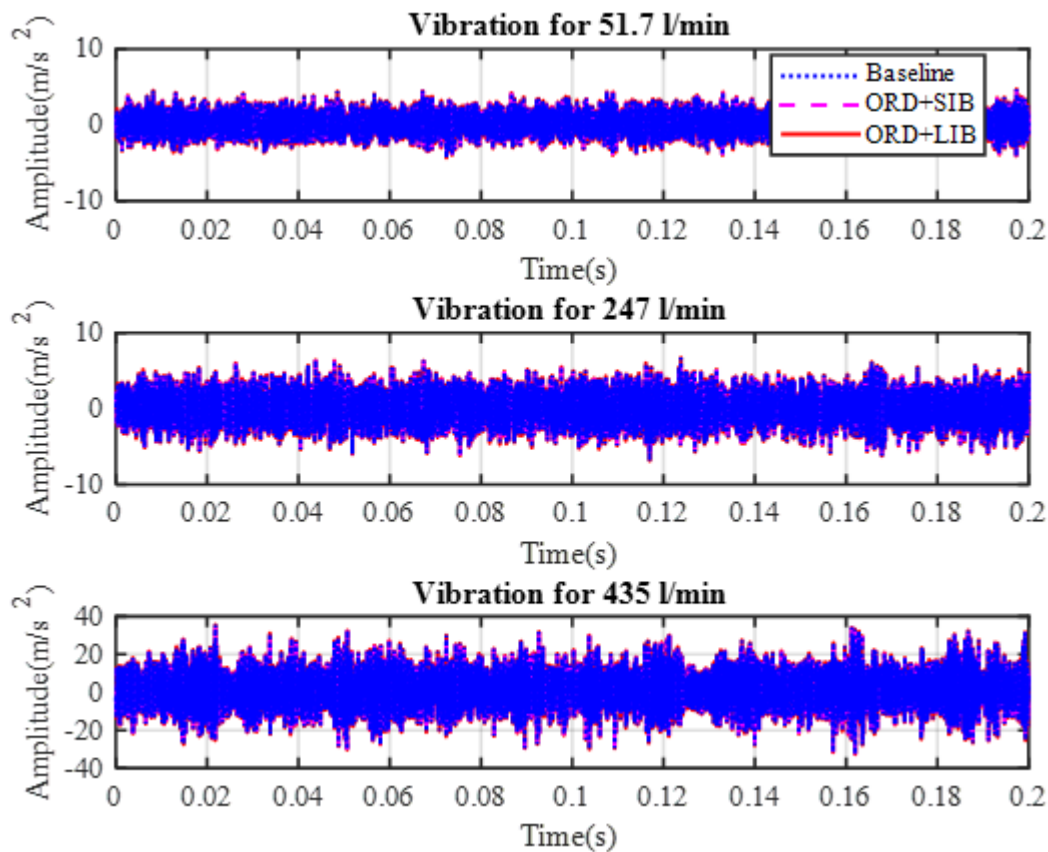 Vibration for 51.7 l/min
Baseline
ORD+SIB
ORD+LIB
10
0
-10
Amplitude(m/s 2)
0 0.02 0.04 0.06 0.08 0.1 0.12 0.14 0.16 0.18 0.2
Time(s)
Vibration for 247 l/min
10
0
-10
Amplitude(m/s 2)
0 0.02 0.04 0.06 0.08 0.1 0.12 0.14 0.16 0.18 0.2
Time(s)
Vibration for 435 l/min
40
20
0
-20
-40
Amplitude(m/s 2)
0 0.02 0.04 0.06 0.08 0.1 0.12 0.14 0.16 0.18 0.2
Time(s)